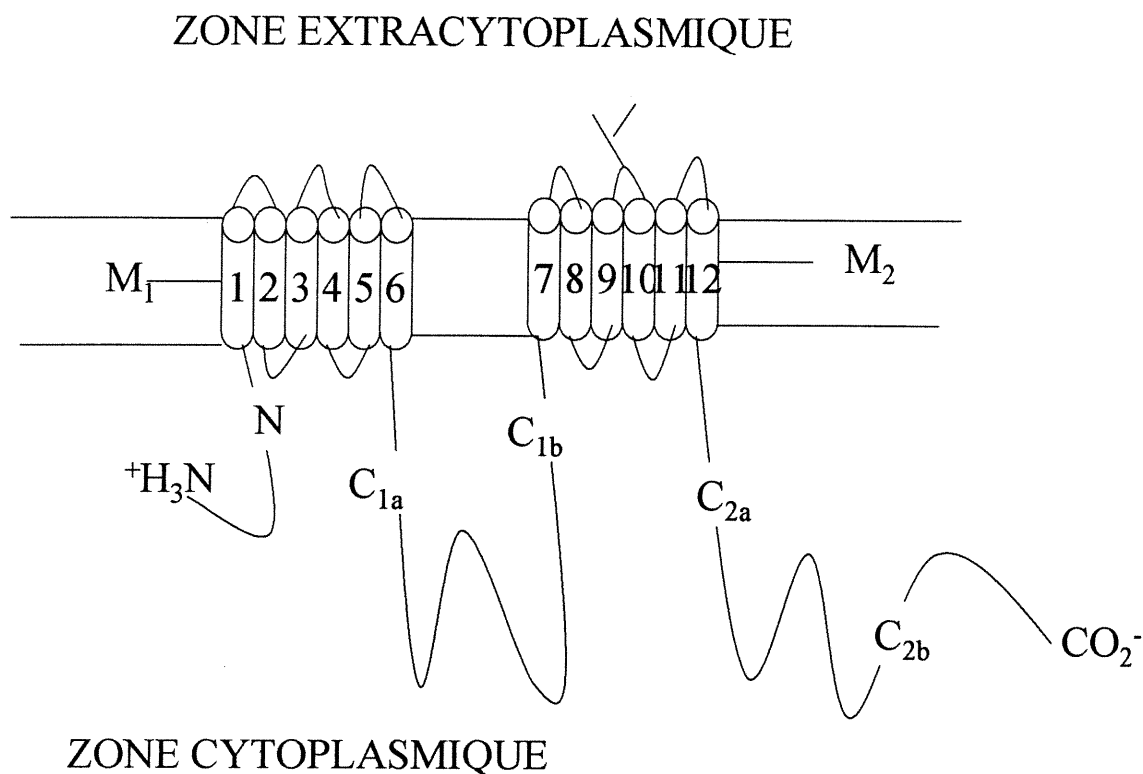 ZONE EXTRACYTOPLASMIQUE
M₁
1 2 3 4 5 6
7 8 9 10 11 12
M₂
N
⁺H₃N
C₁ₐ
C₁b
C₂ₐ
C₂b
CO₂⁻
ZONE CYTOPLASMIQUE